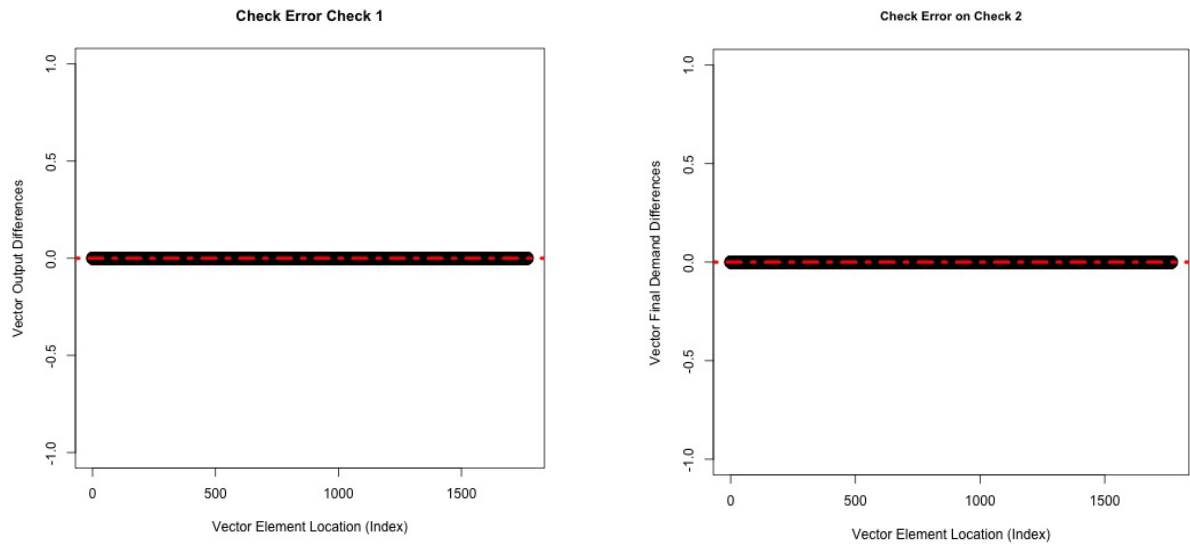 Check Error Check 1
1.0
0.5
0.0
-0.5
-1.0
Vector Output Differences
0 500 1000 1500
Vector Element Location (Index)
Check Error on Check 2
1.0
0.5
0.0
-0.5
-1.0
Vector Final Demand Differences
0 500 1000 1500
Vector Element Location (Index)